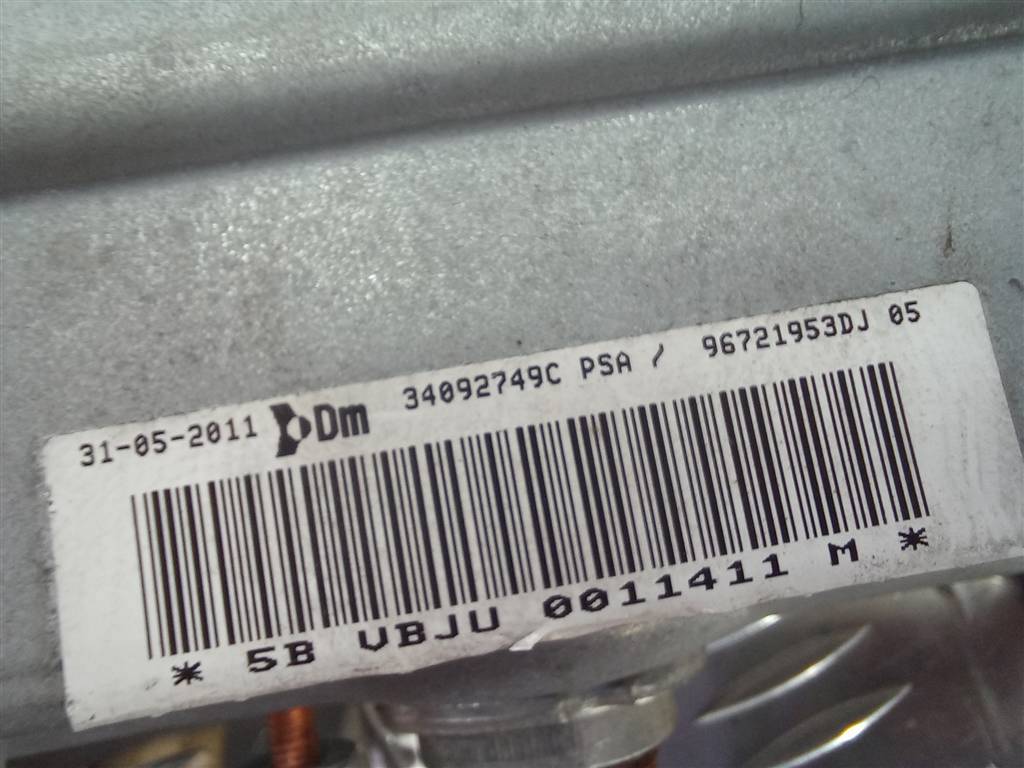 31-05-2011 Dm 34092749C PSA / 96721953DJ 05
* 5B VBJU 0011411 M *